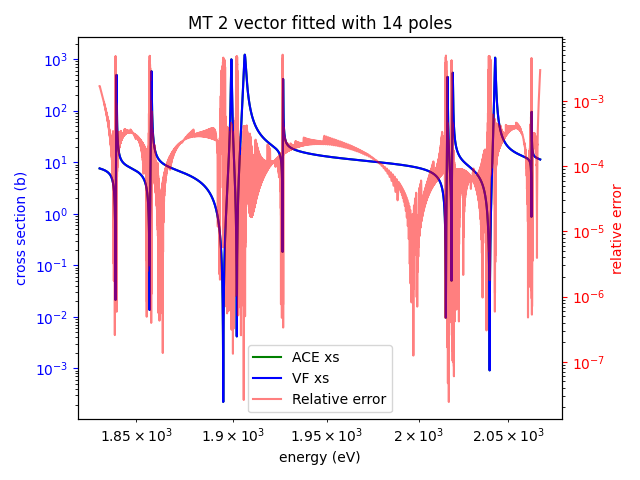 MT 2 vector fitted with 14 poles
cross section (b)
10³
10²
10¹
10⁰
10⁻¹
10⁻²
10⁻³
10⁻³
10⁻⁴
10⁻⁵
10⁻⁶
10⁻⁷
relative error
ACE xs
VF xs
Relative error
1.85 × 10³ 1.9 × 10³ 1.95 × 10³ 2 × 10³ 2.05 × 10³
energy (eV)